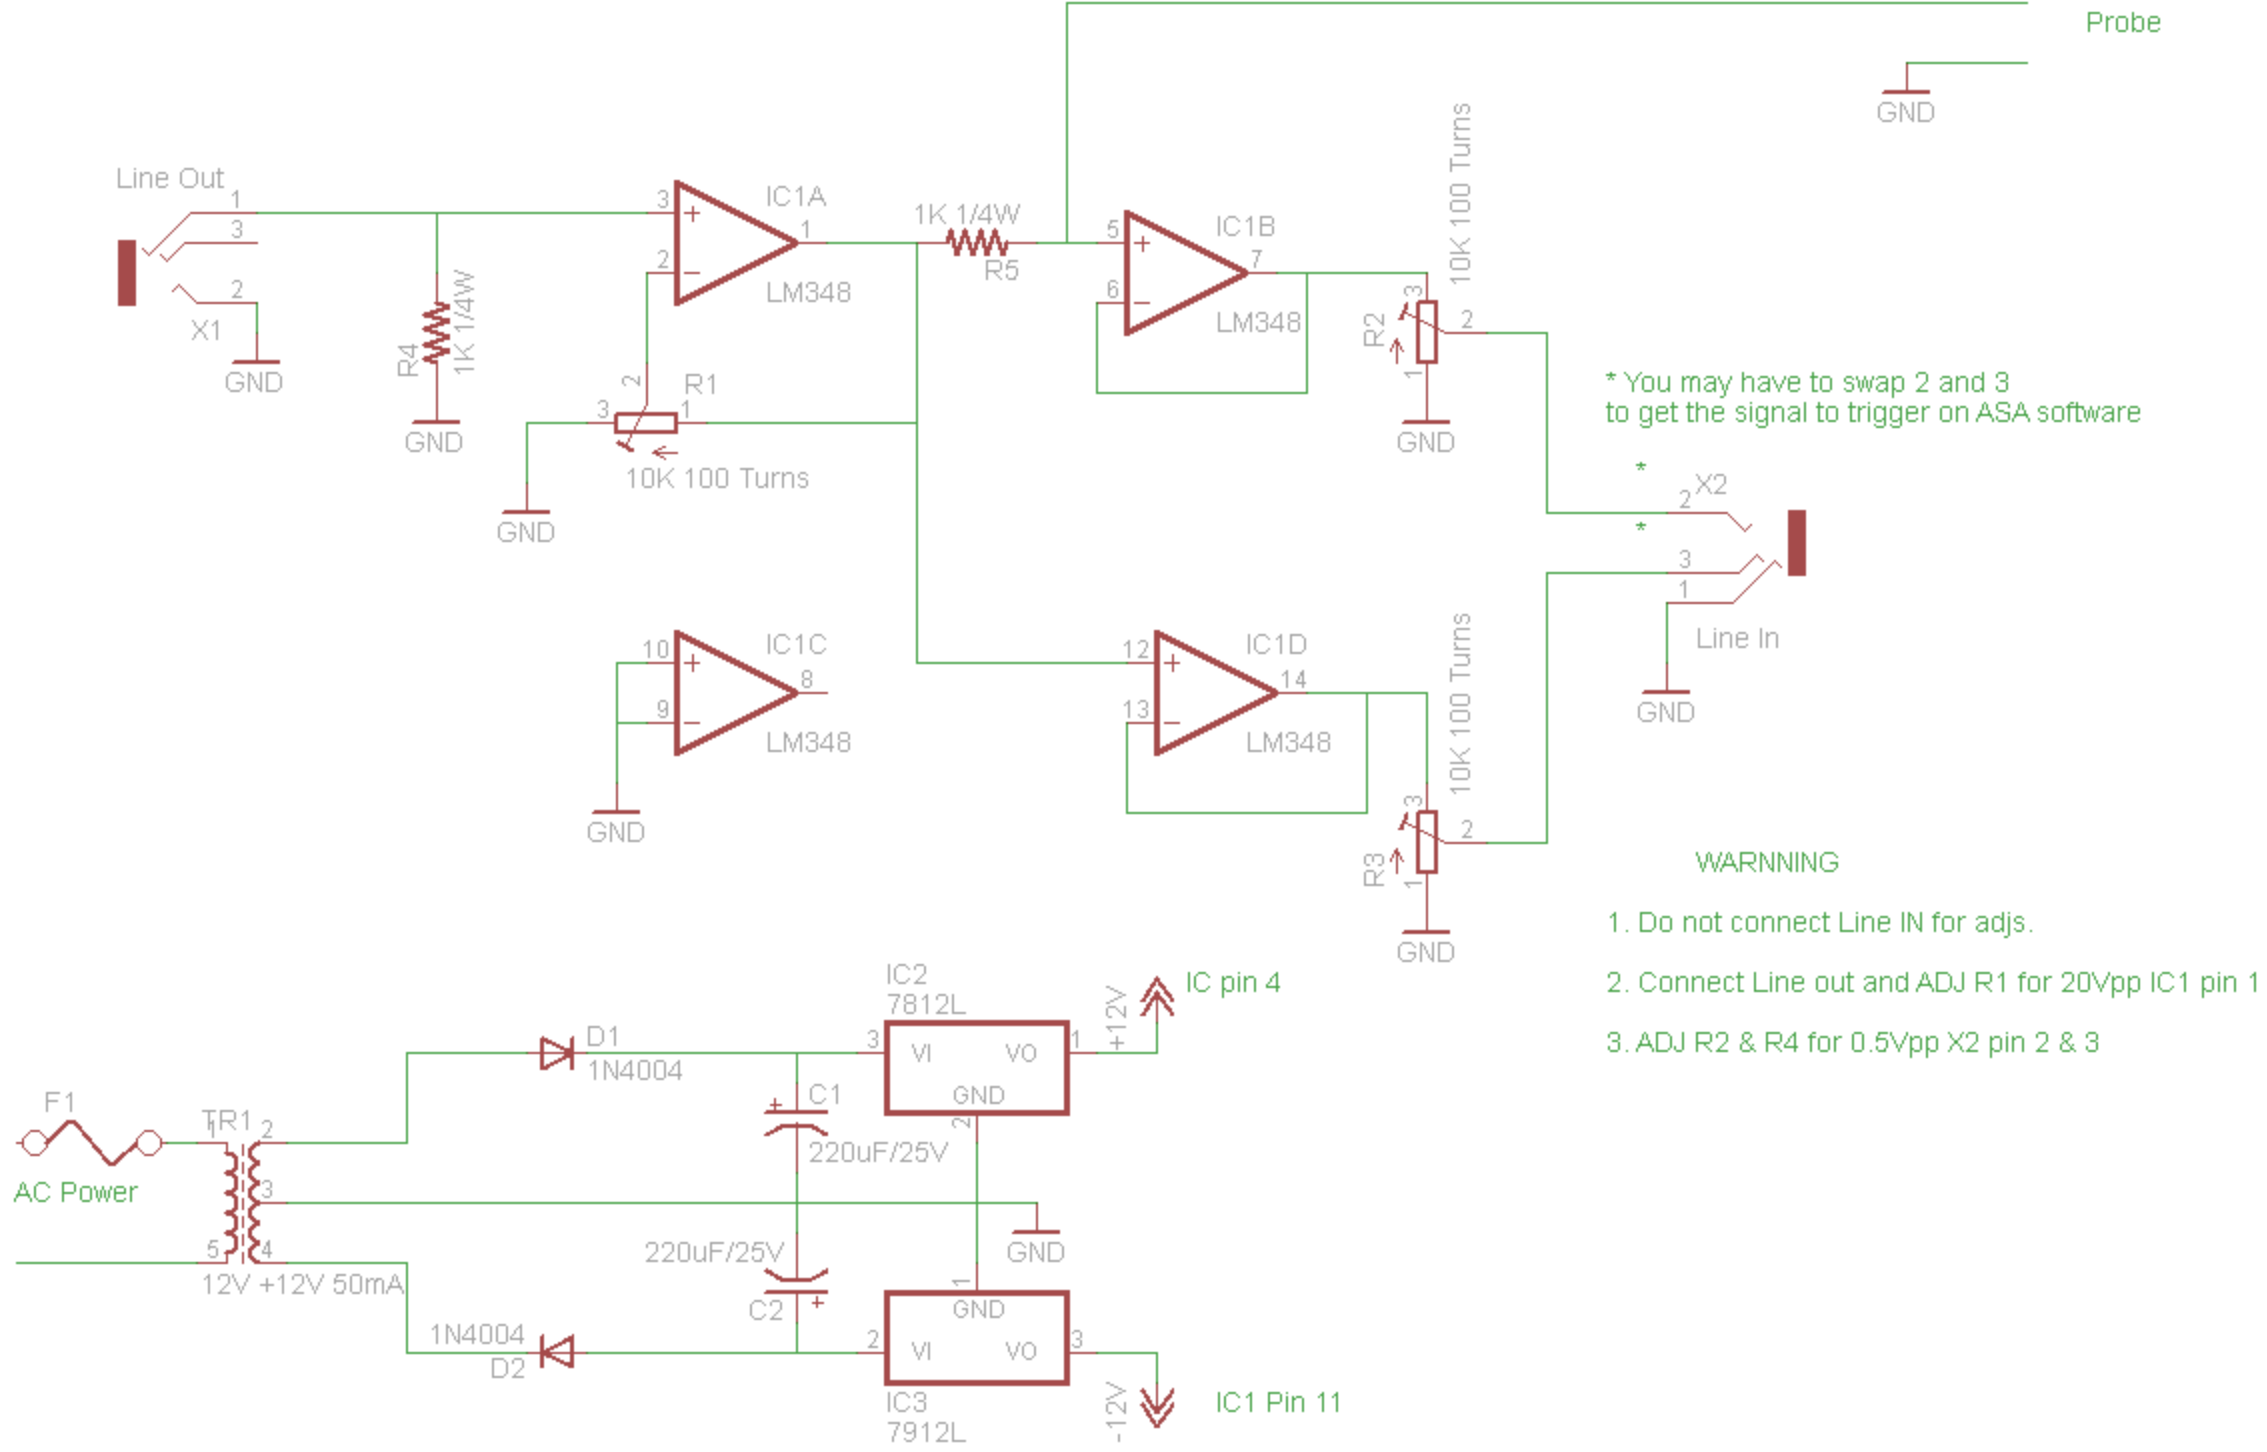 Probe
GND
Line Out
1
3
2
X1
GND
R4
1K 1/4W
GND
3
2
IC1A
1
LM348
R1
3
2
1
10K 100 Turns
GND
1K 1/4W
R5
5
6
IC1B
7
LM348
10K 100 Turns
3
R2
2
1
GND
* You may have to swap 2 and 3
to get the signal to trigger on ASA software
*
*
2
X2
3
1
Line In
GND
10
9
IC1C
8
LM348
GND
12
13
IC1D
14
LM348
10K 100 Turns
3
R3
2
1
GND
WARNNING
1. Do not connect Line IN for adjs.
2. Connect Line out and ADJ R1 for 20Vpp IC1 pin 1
3. ADJ R2 & R4 for 0.5Vpp X2 pin 2 & 3
F1
AC Power
TR1
1
2
3
5
4
12V +12V 50mA
D1
1N4004
1N4004
D2
C1
220uF/25V
220uF/25V
C2
IC2
7812L
3
VI
VO
1
GND
2
+12V
IC pin 4
GND
1
GND
2
VI
VO
3
IC3
7912L
-12V
IC1 Pin 11